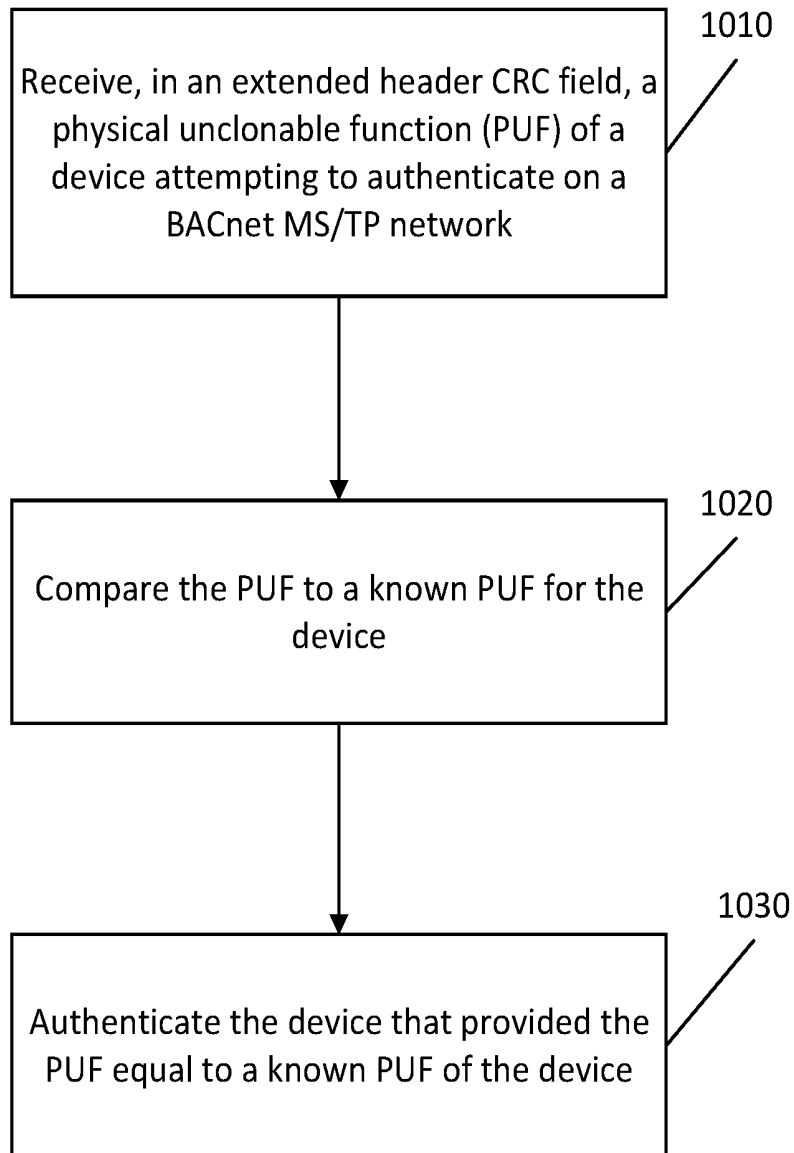 1010
Receive, in an extended header CRC field, a
physical unclonable function (PUF) of a
device attempting to authenticate on a
BACnet MS/TP network
1020
Compare the PUF to a known PUF for the
device
1030
Authenticate the device that provided the
PUF equal to a known PUF of the device